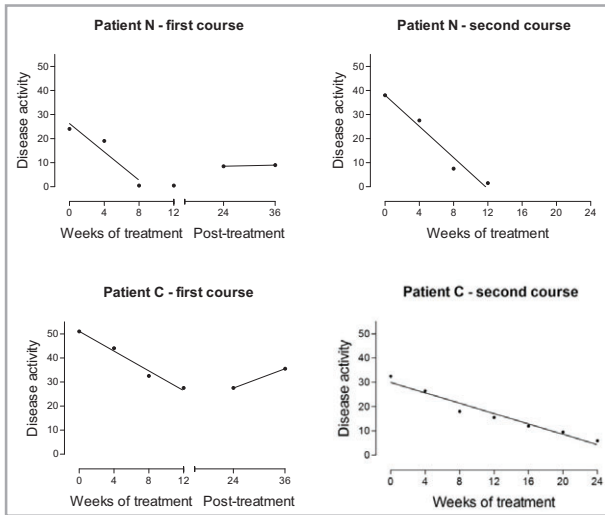 Patient N - first course
Disease activity
50
40
30
20
10
0
0 4 8 12 24 36
Weeks of treatment Post-treatment
Patient N - second course
Disease activity
50
40
30
20
10
0
0 4 8 12 16 20 24
Weeks of treatment
Patient C - first course
Disease activity
50
40
30
20
10
0
0 4 8 12 24 36
Weeks of treatment Post-treatment
Patient C - second course
Disease activity
50
40
30
20
10
0
0 4 8 12 16 20 24
Weeks of treatment